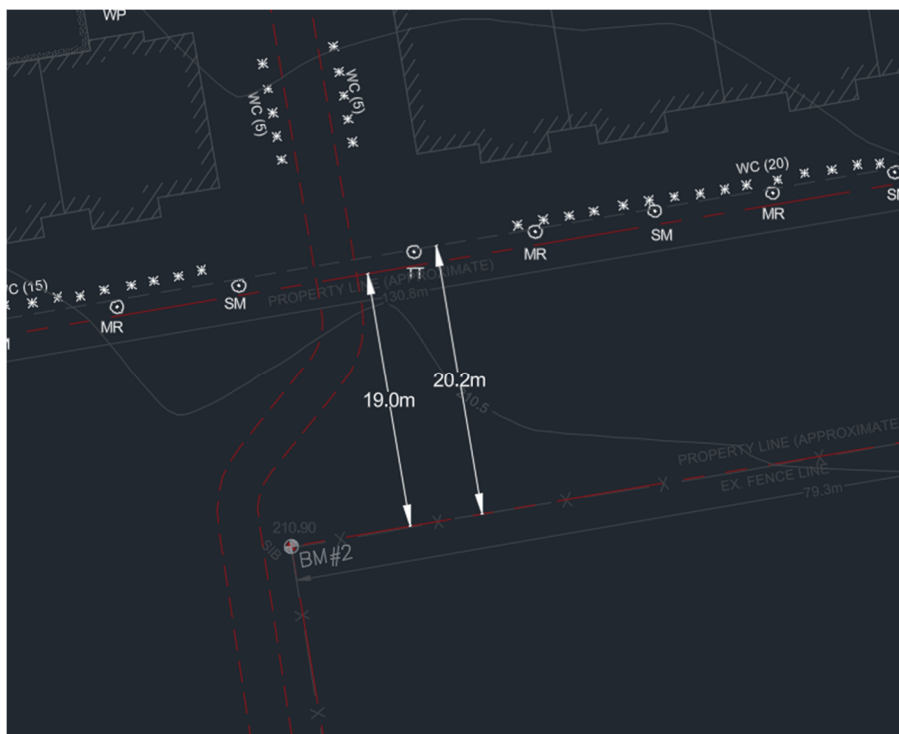 WP
WC (5)
WC (5)
WC (20)
SM
MR
SM
MR
TT
PROPERTY LINE (APPROXIMATE)
130.8m
(15)
SM
MR
20.2m
19.0m
210.5
PROPERTY LINE (APPROXIMATE
EX. FENCE LINE
79.3m
210.90
SIB
BM#2